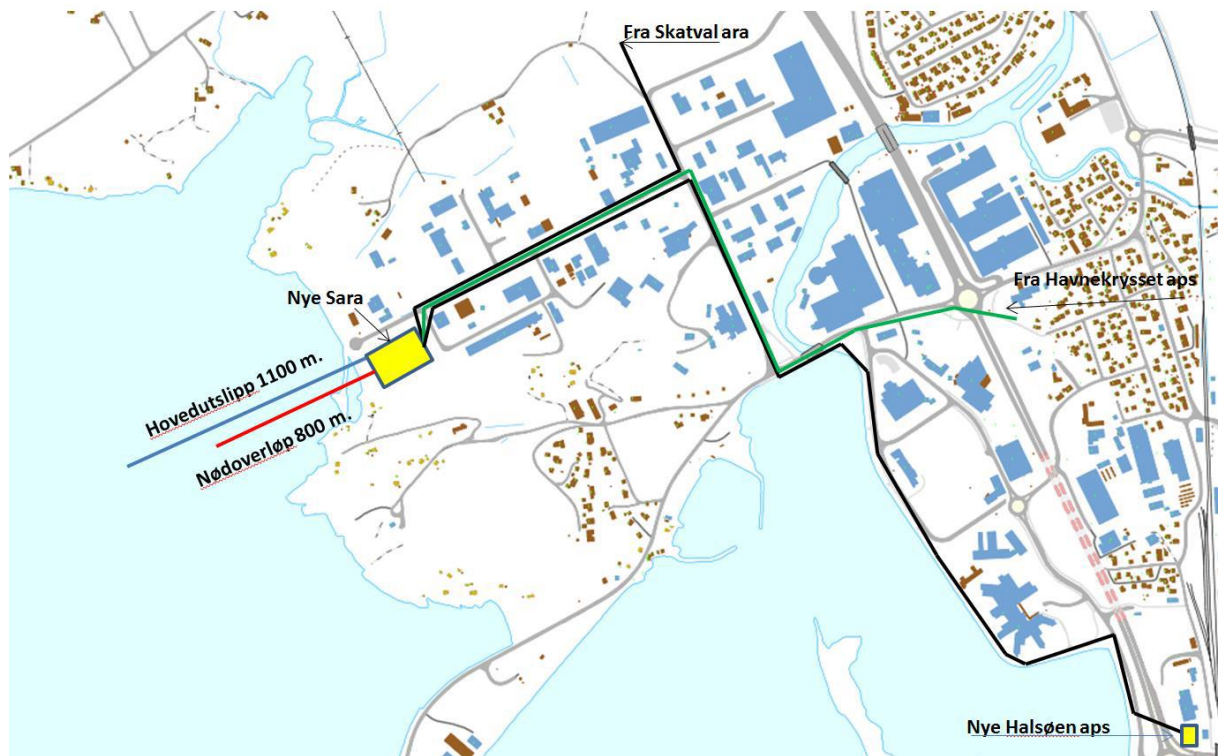 Fra Skatval ara
Fra Havnekrysset aps
Nye Sara
Hovedutslipp 1100 m.
Nødoverløp 800 m.
Nye Halsøen aps